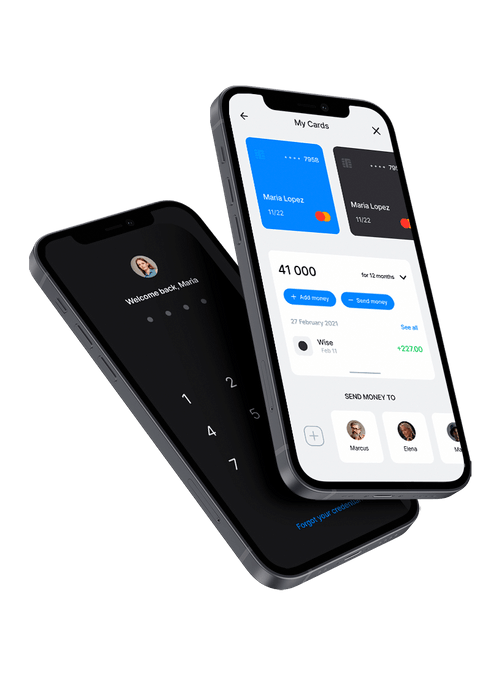 My Cards
•••• 7958
Maria Lopez
11/22
•••• 795
Maria Lopez
11/22
41 000
for 12 months
+ Add money
− Send money
27 February 2021
See all
Wise
Feb 11
+227.00
SEND MONEY TO
Marcus
Elena
Ma
Welcome back, Maria
1
2
4
5
7
Forgot your credent